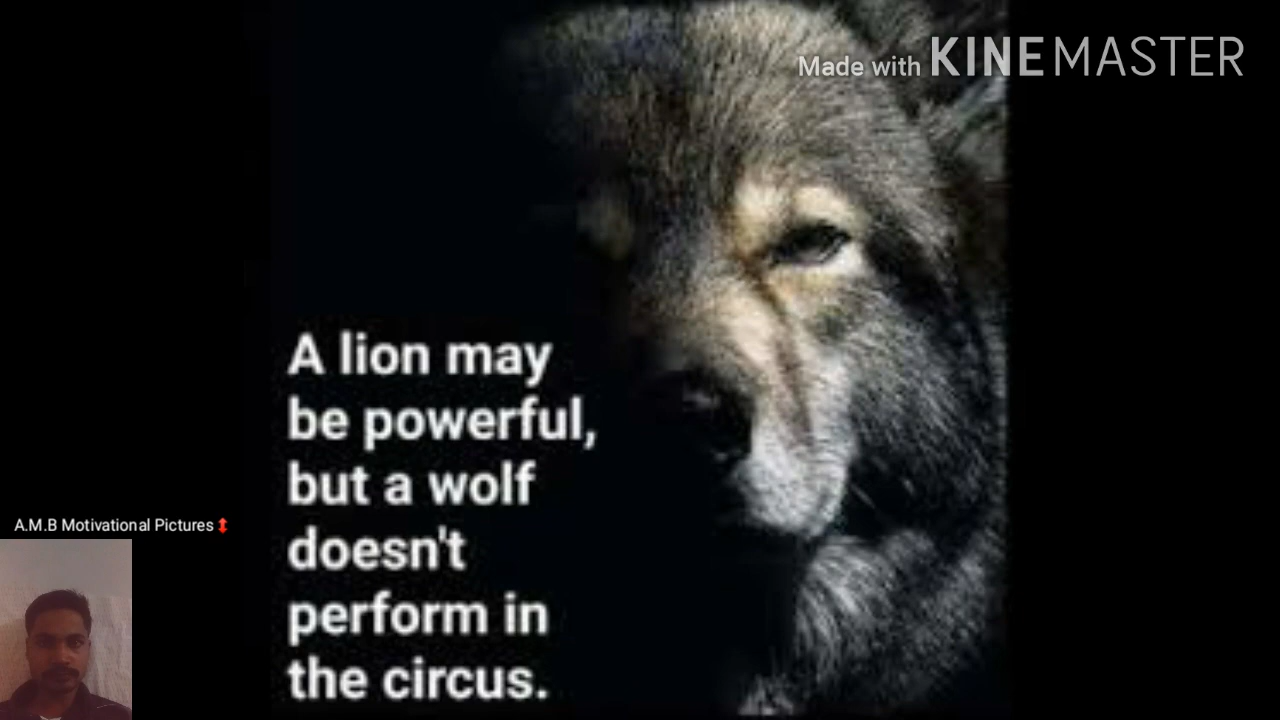 Made with KINEMASTER
A lion may
be powerful,
but a wolf
doesn't
perform in
the circus.
A.M.B Motivational Pictures